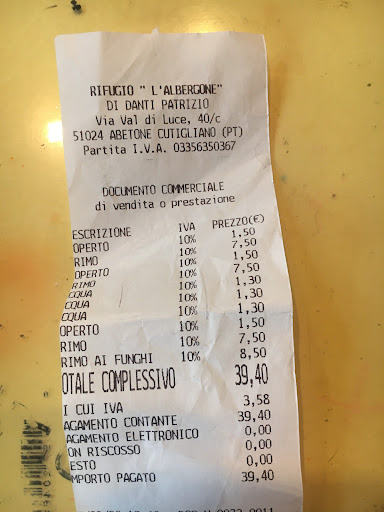 RIFUGIO " L'ALBERGONE"
DI DANTI PATRIZIO
Via Val di Luce, 40/c
51024 ABETONE CUTIGLIANO (PT)
Partita I.V.A. 03356350367
DOCUMENTO COMMERCIALE
di vendita o prestazione
ESCRIZIONE IVA PREZZO(€)
OPERTO 10% 1,50
RIMO 10% 7,50
OPERTO 10% 1,50
RIMO 10% 7,50
CQUA 10% 1,30
CQUA 10% 1,30
CQUA 10% 1,30
OPERTO 10% 1,50
RIMO 10% 7,50
RIMO AI FUNGHI 10% 8,50
OTALE COMPLESSIVO 39,40
I CUI IVA 3,58
AGAMENTO CONTANTE 39,40
AGAMENTO ELETTRONICO 0,00
ON RISCOSSO 0,00
ESTO 0,00
MPORTO PAGATO 39,40